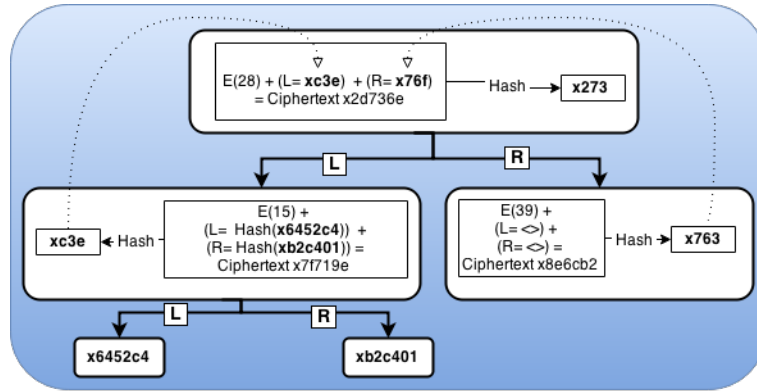 E(28) + (L= xc3e) + (R= x76f)
= Ciphertext x2d736e
Hash
x273
L
R
xc3e
Hash
E(15) +
(L= Hash(x6452c4)) +
(R= Hash(xb2c401)) =
Ciphertext x7f719e
E(39) +
(L= <>) +
(R= <>) =
Ciphertext x8e6cb2
Hash
x763
L
R
x6452c4
xb2c401